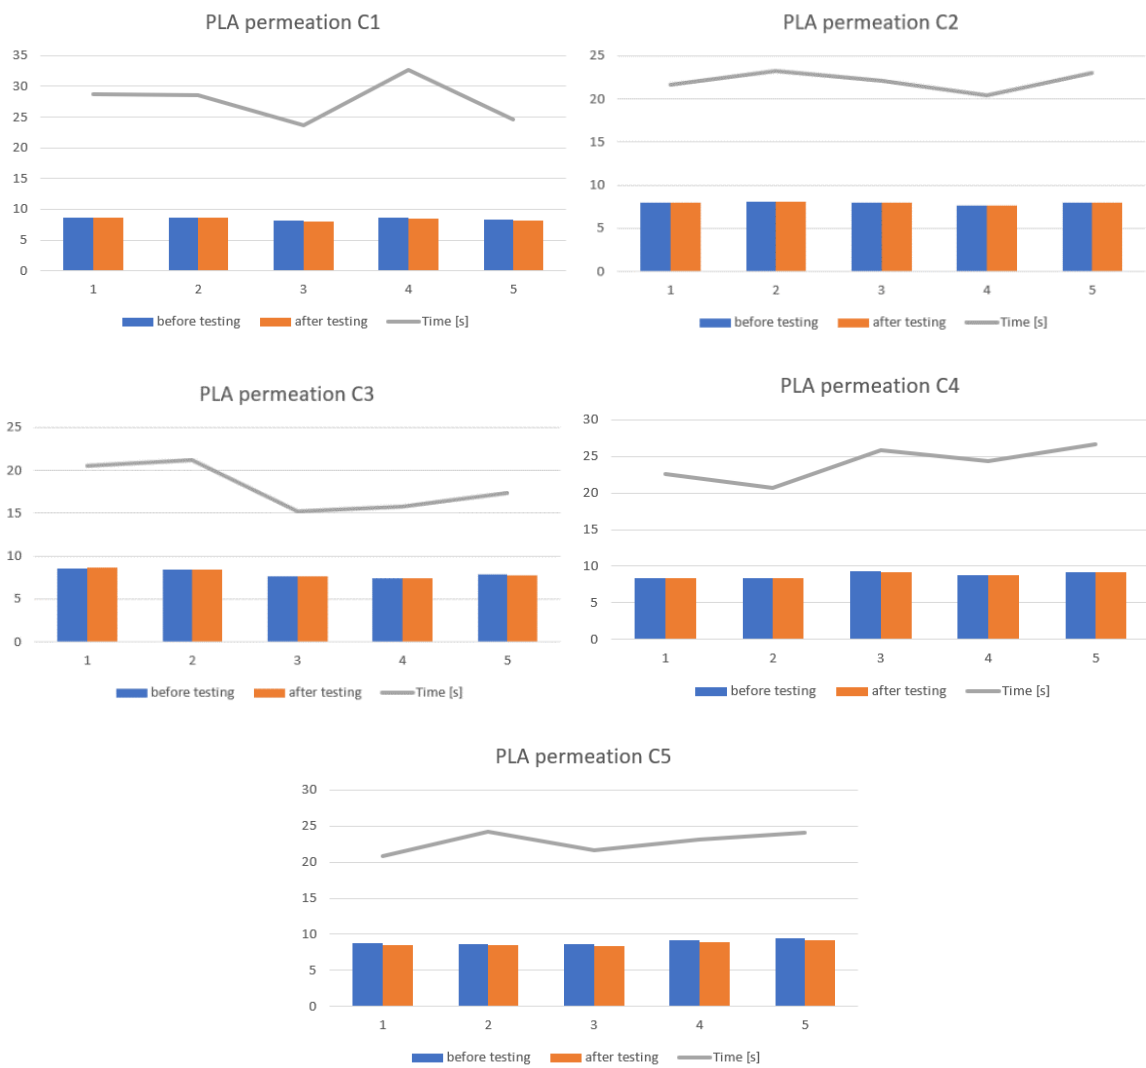 PLA permeation C1
35
30
25
20
15
10
5
0
1 2 3 4 5
before testing after testing Time [s]
PLA permeation C2
25
20
15
10
5
0
1 2 3 4 5
before testing after testing Time [s]
PLA permeation C3
25
20
15
10
5
0
1 2 3 4 5
before testing after testing Time [s]
PLA permeation C4
30
25
20
15
10
5
0
1 2 3 4 5
before testing after testing Time [s]
PLA permeation C5
30
25
20
15
10
5
0
1 2 3 4 5
before testing after testing Time [s]